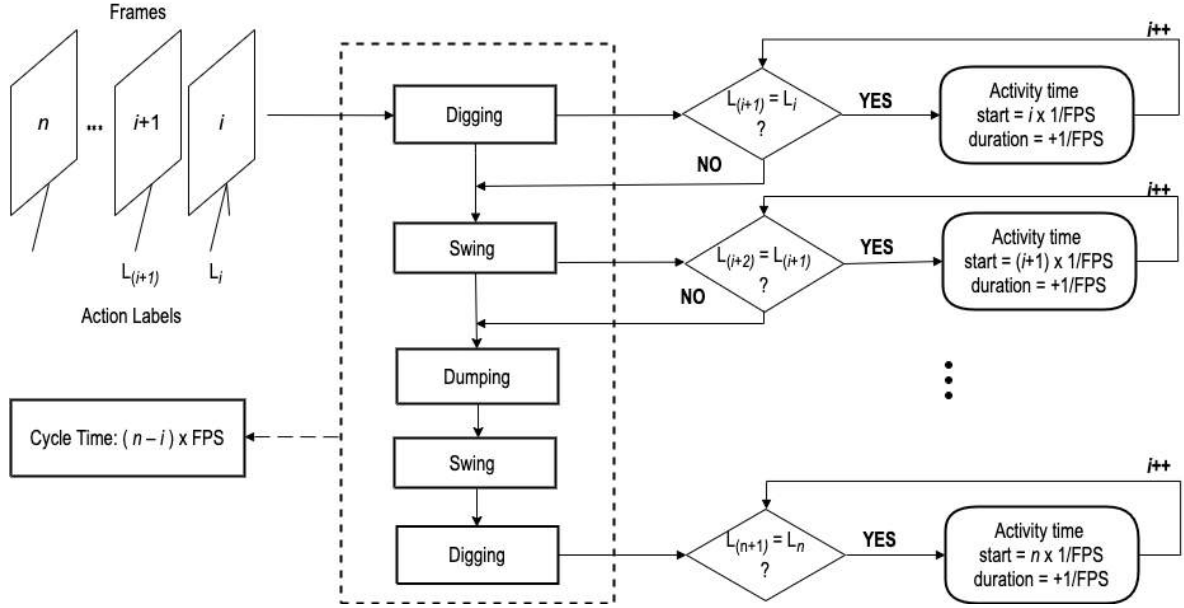 Frames
n
...
i+1
i
L(i+1)
Li
Action Labels
Cycle Time: ( n – i ) x FPS
Digging
Swing
Dumping
Swing
Digging
L(i+1) = Li
?
YES
NO
i++
Activity time
start = i x 1/FPS
duration = +1/FPS
L(i+2) = L(i+1)
?
YES
NO
i++
Activity time
start = (i+1) x 1/FPS
duration = +1/FPS
L(n+1) = Ln
?
YES
i++
Activity time
start = n x 1/FPS
duration = +1/FPS